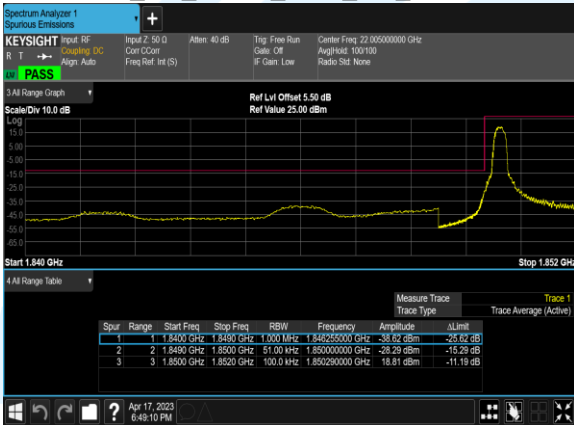 Spectrum Analyzer 1
Spurious Emissions
+
KEYSIGHT Input: RF Input Z: 50 Ω Atten: 40 dB Trig: Free Run Center Freq: 22.005000000 GHz
R T Coupling: DC Corr CCorr Gate: Off Avg|Hold: 100/100
Align: Auto Freq Ref: Int (S) IF Gain: Low Radio Std: None
PASS
3 All Range Graph
Ref Lvl Offset 5.50 dB
Scale/Div 10.0 dB Ref Value 25.00 dBm
Log
15.0
5.00
-5.00
-15.0
-25.0
-35.0
-45.0
-55.0
-65.0
Start 1.840 GHz Stop 1.852 GHz
4 All Range Table
Measure Trace Trace 1
Trace Type Trace Average (Active)
Spur Range Start Freq Stop Freq RBW Frequency Amplitude ΔLimit
1 1 1.8400 GHz 1.8490 GHz 1.000 MHz 1.846255000 GHz -38.62 dBm -25.62 dB
2 2 1.8490 GHz 1.8500 GHz 51.00 kHz 1.850000000 GHz -28.29 dBm -15.29 dB
3 3 1.8500 GHz 1.8520 GHz 100.0 kHz 1.850290000 GHz 18.81 dBm -11.19 dB
? Apr 17, 2023
6:49:10 PM